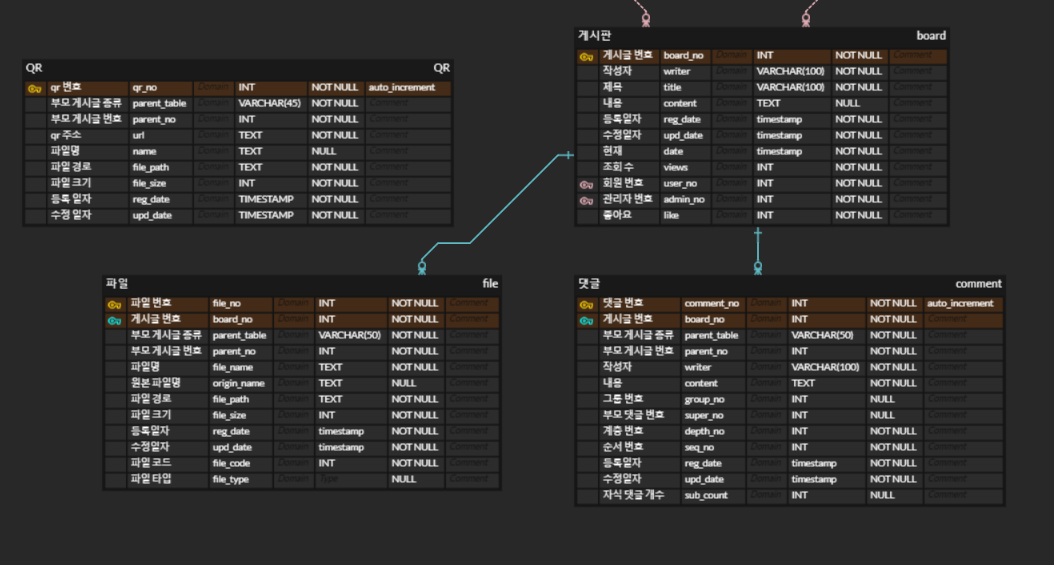 QR QR
qr 번호 qr_no Domain INT NOT NULL auto_increment
부모 게시글 종류 parent_table Domain VARCHAR(45) NOT NULL Comment
부모 게시글 번호 parent_no Domain INT NOT NULL Comment
qr 주소 url Domain TEXT NOT NULL Comment
파일명 name Domain TEXT NULL Comment
파일 경로 file_path Domain TEXT NOT NULL Comment
파일 크기 file_size Domain INT NOT NULL Comment
등록 일자 reg_date Domain TIMESTAMP NOT NULL Comment
수정 일자 upd_date Domain TIMESTAMP NOT NULL Comment
게시판 board
게시글 번호 board_no Domain INT NOT NULL Comment
작성자 writer Domain VARCHAR(100) NOT NULL Comment
제목 title Domain VARCHAR(100) NOT NULL Comment
내용 content Domain TEXT NULL Comment
등록일자 reg_date Domain timestamp NOT NULL Comment
수정일자 upd_date Domain timestamp NOT NULL Comment
현재 date Domain timestamp NOT NULL Comment
조회 수 views Domain INT NOT NULL Comment
회원 번호 user_no Domain INT NOT NULL Comment
관리자 번호 admin_no Domain INT NOT NULL Comment
좋아요 like Domain INT NOT NULL Comment
파일 file
파일 번호 file_no Domain INT NOT NULL Comment
게시글 번호 board_no Domain INT NOT NULL Comment
부모 게시글 종류 parent_table Domain VARCHAR(50) NOT NULL Comment
부모 게시글 번호 parent_no Domain INT NOT NULL Comment
파일명 file_name Domain TEXT NOT NULL Comment
원본 파일명 origin_name Domain TEXT NULL Comment
파일 경로 file_path Domain TEXT NOT NULL Comment
파일 크기 file_size Domain INT NOT NULL Comment
등록일자 reg_date Domain timestamp NOT NULL Comment
수정일자 upd_date Domain timestamp NOT NULL Comment
파일 코드 file_code Domain INT NOT NULL Comment
파일 타입 file_type Domain Type NULL Comment
댓글 comment
댓글 번호 comment_no Domain INT NOT NULL auto_increment
게시글 번호 board_no Domain INT NOT NULL Comment
부모 게시글 종류 parent_table Domain VARCHAR(50) NOT NULL Comment
부모 게시글 번호 parent_no Domain INT NOT NULL Comment
작성자 writer Domain VARCHAR(100) NOT NULL Comment
내용 content Domain TEXT NOT NULL Comment
그룹 번호 group_no Domain INT NULL Comment
부모 댓글 번호 super_no Domain INT NULL Comment
계층 번호 depth_no Domain INT NOT NULL Comment
순서 번호 seq_no Domain INT NOT NULL Comment
등록일자 reg_date Domain timestamp NOT NULL Comment
수정일자 upd_date Domain timestamp NOT NULL Comment
자식 댓글 개수 sub_count Domain INT NULL Comment